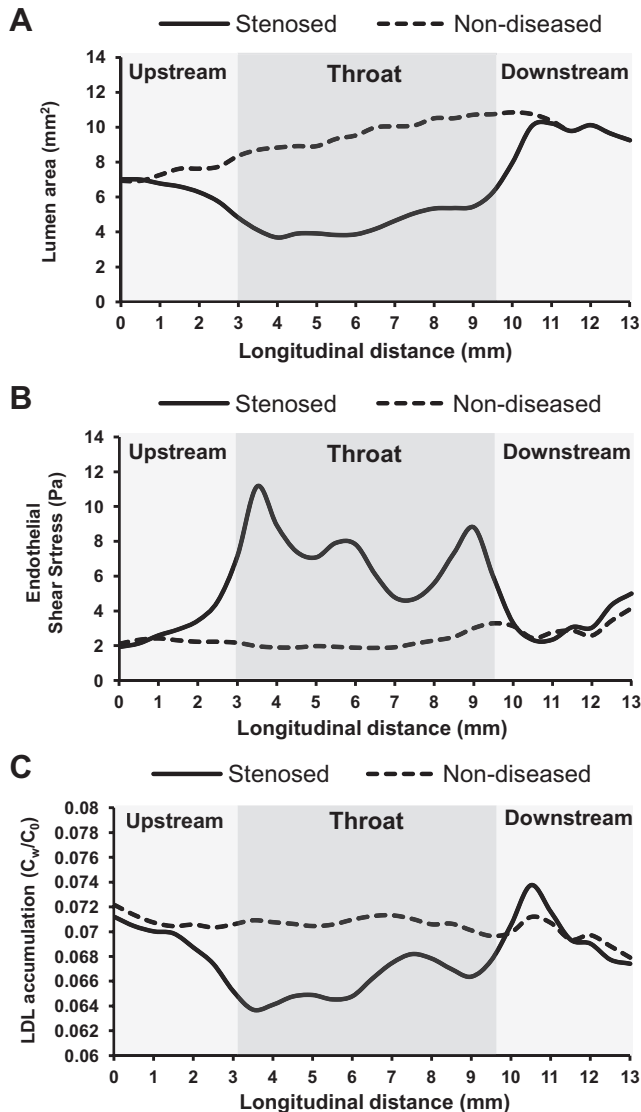 A
Stenosed Non-diseased
Upstream Throat Downstream
Lumen area (mm²)
14
12
10
8
6
4
2
0
0 1 2 3 4 5 6 7 8 9 10 11 12 13
Longitudinal distance (mm)
B
Stenosed Non-diseased
Upstream Throat Downstream
Endothelial
Shear Srtress (Pa)
14
12
10
8
6
4
2
0
0 1 2 3 4 5 6 7 8 9 10 11 12 13
Longitudinal distance (mm)
C
Stenosed Non-diseased
Upstream Throat Downstream
LDL accumulation (Cw/C0)
0.08
0.078
0.076
0.074
0.072
0.07
0.068
0.066
0.064
0.062
0.06
0 1 2 3 4 5 6 7 8 9 10 11 12 13
Longitudinal distance (mm)